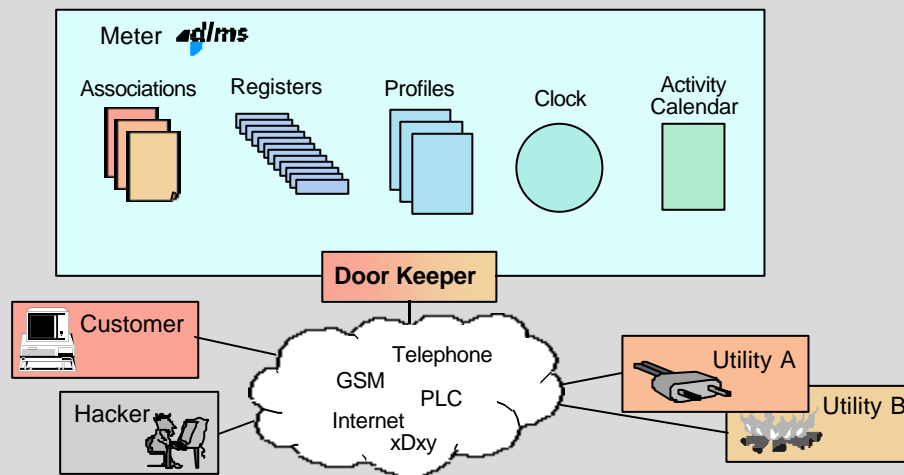 Meter dlms
Associations
Registers
Profiles
Clock
Activity
Calendar
Door Keeper
Customer
Telephone
GSM
PLC
Internet
xDxy
Hacker
Utility A
Utility B